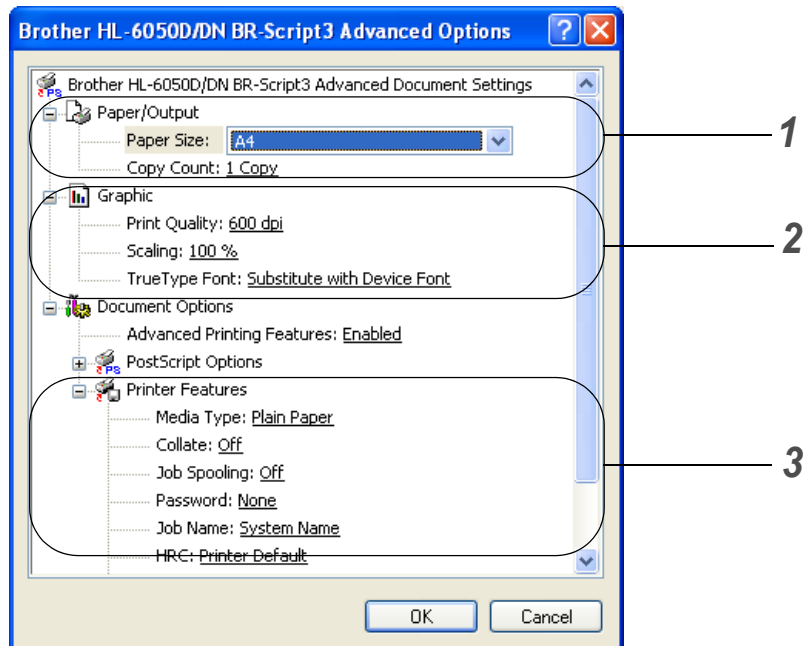 Brother HL-6050D/DN BR-Script3 Advanced Options
Brother HL-6050D/DN BR-Script3 Advanced Document Settings
Paper/Output
Paper Size: A4
Copy Count: 1 Copy
1
Graphic
Print Quality: 600 dpi
Scaling: 100 %
TrueType Font: Substitute with Device Font
2
Document Options
Advanced Printing Features: Enabled
PS PostScript Options
Printer Features
Media Type: Plain Paper
Collate: Off
Job Spooling: Off
Password: None
Job Name: System Name
HRC: Printer Default
3
OK Cancel